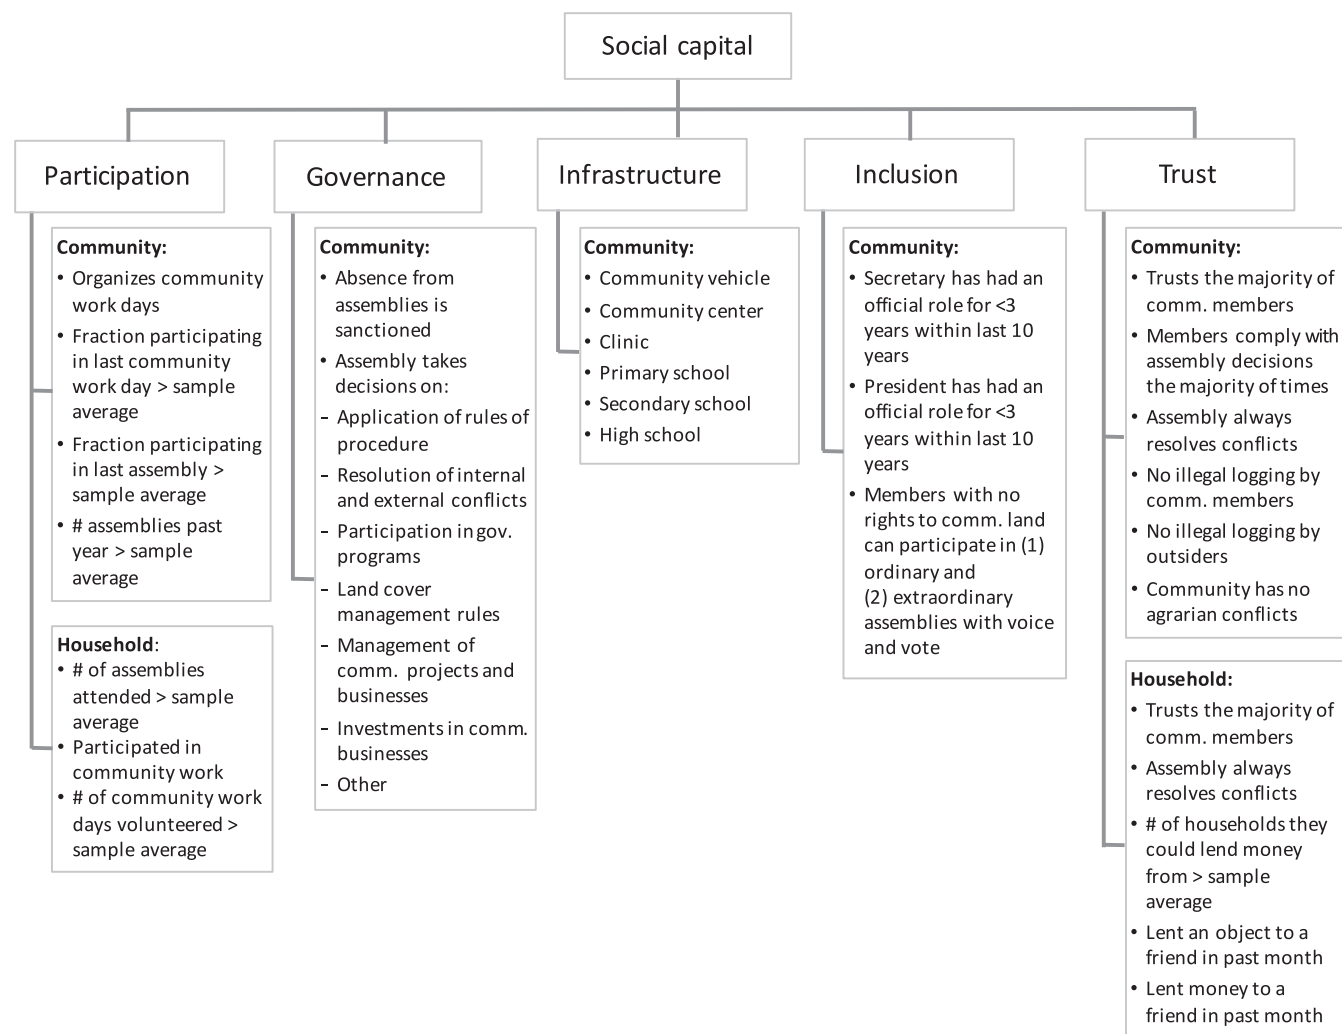 Social capital
Participation
Community:
• Organizes community
work days
• Fraction participating
in last community
work day > sample
average
• Fraction participating
in last assembly >
sample average
• # assemblies past
year > sample
average
Household:
• # of assemblies
attended > sample
average
• Participated in
community work
• # of community work
days volunteered >
sample average
Governance
Community:
• Absence from
assemblies is
sanctioned
• Assembly takes
decisions on:
– Application of rules of
procedure
– Resolution of internal
and external conflicts
– Participation in gov.
programs
– Land cover
management rules
– Management of
comm. projects and
businesses
– Investments in comm.
businesses
– Other
Infrastructure
Community:
• Community vehicle
• Community center
• Clinic
• Primary school
• Secondary school
• High school
Inclusion
Community:
• Secretary has had an
official role for <3
years within last 10
years
• President has had an
official role for <3
years within last 10
years
• Members with no
rights to comm. land
can participate in (1)
ordinary and
(2) extraordinary
assemblies with voice
and vote
Trust
Community:
• Trusts the majority of
comm. members
• Members comply with
assembly decisions
the majority of times
• Assembly always
resolves conflicts
• No illegal logging by
comm. members
• No illegal logging by
outsiders
• Community has no
agrarian conflicts
Household:
• Trusts the majority of
comm. members
• Assembly always
resolves conflicts
• # of households they
could lend money
from > sample
average
• Lent an object to a
friend in past month
• Lent money to a
friend in past month